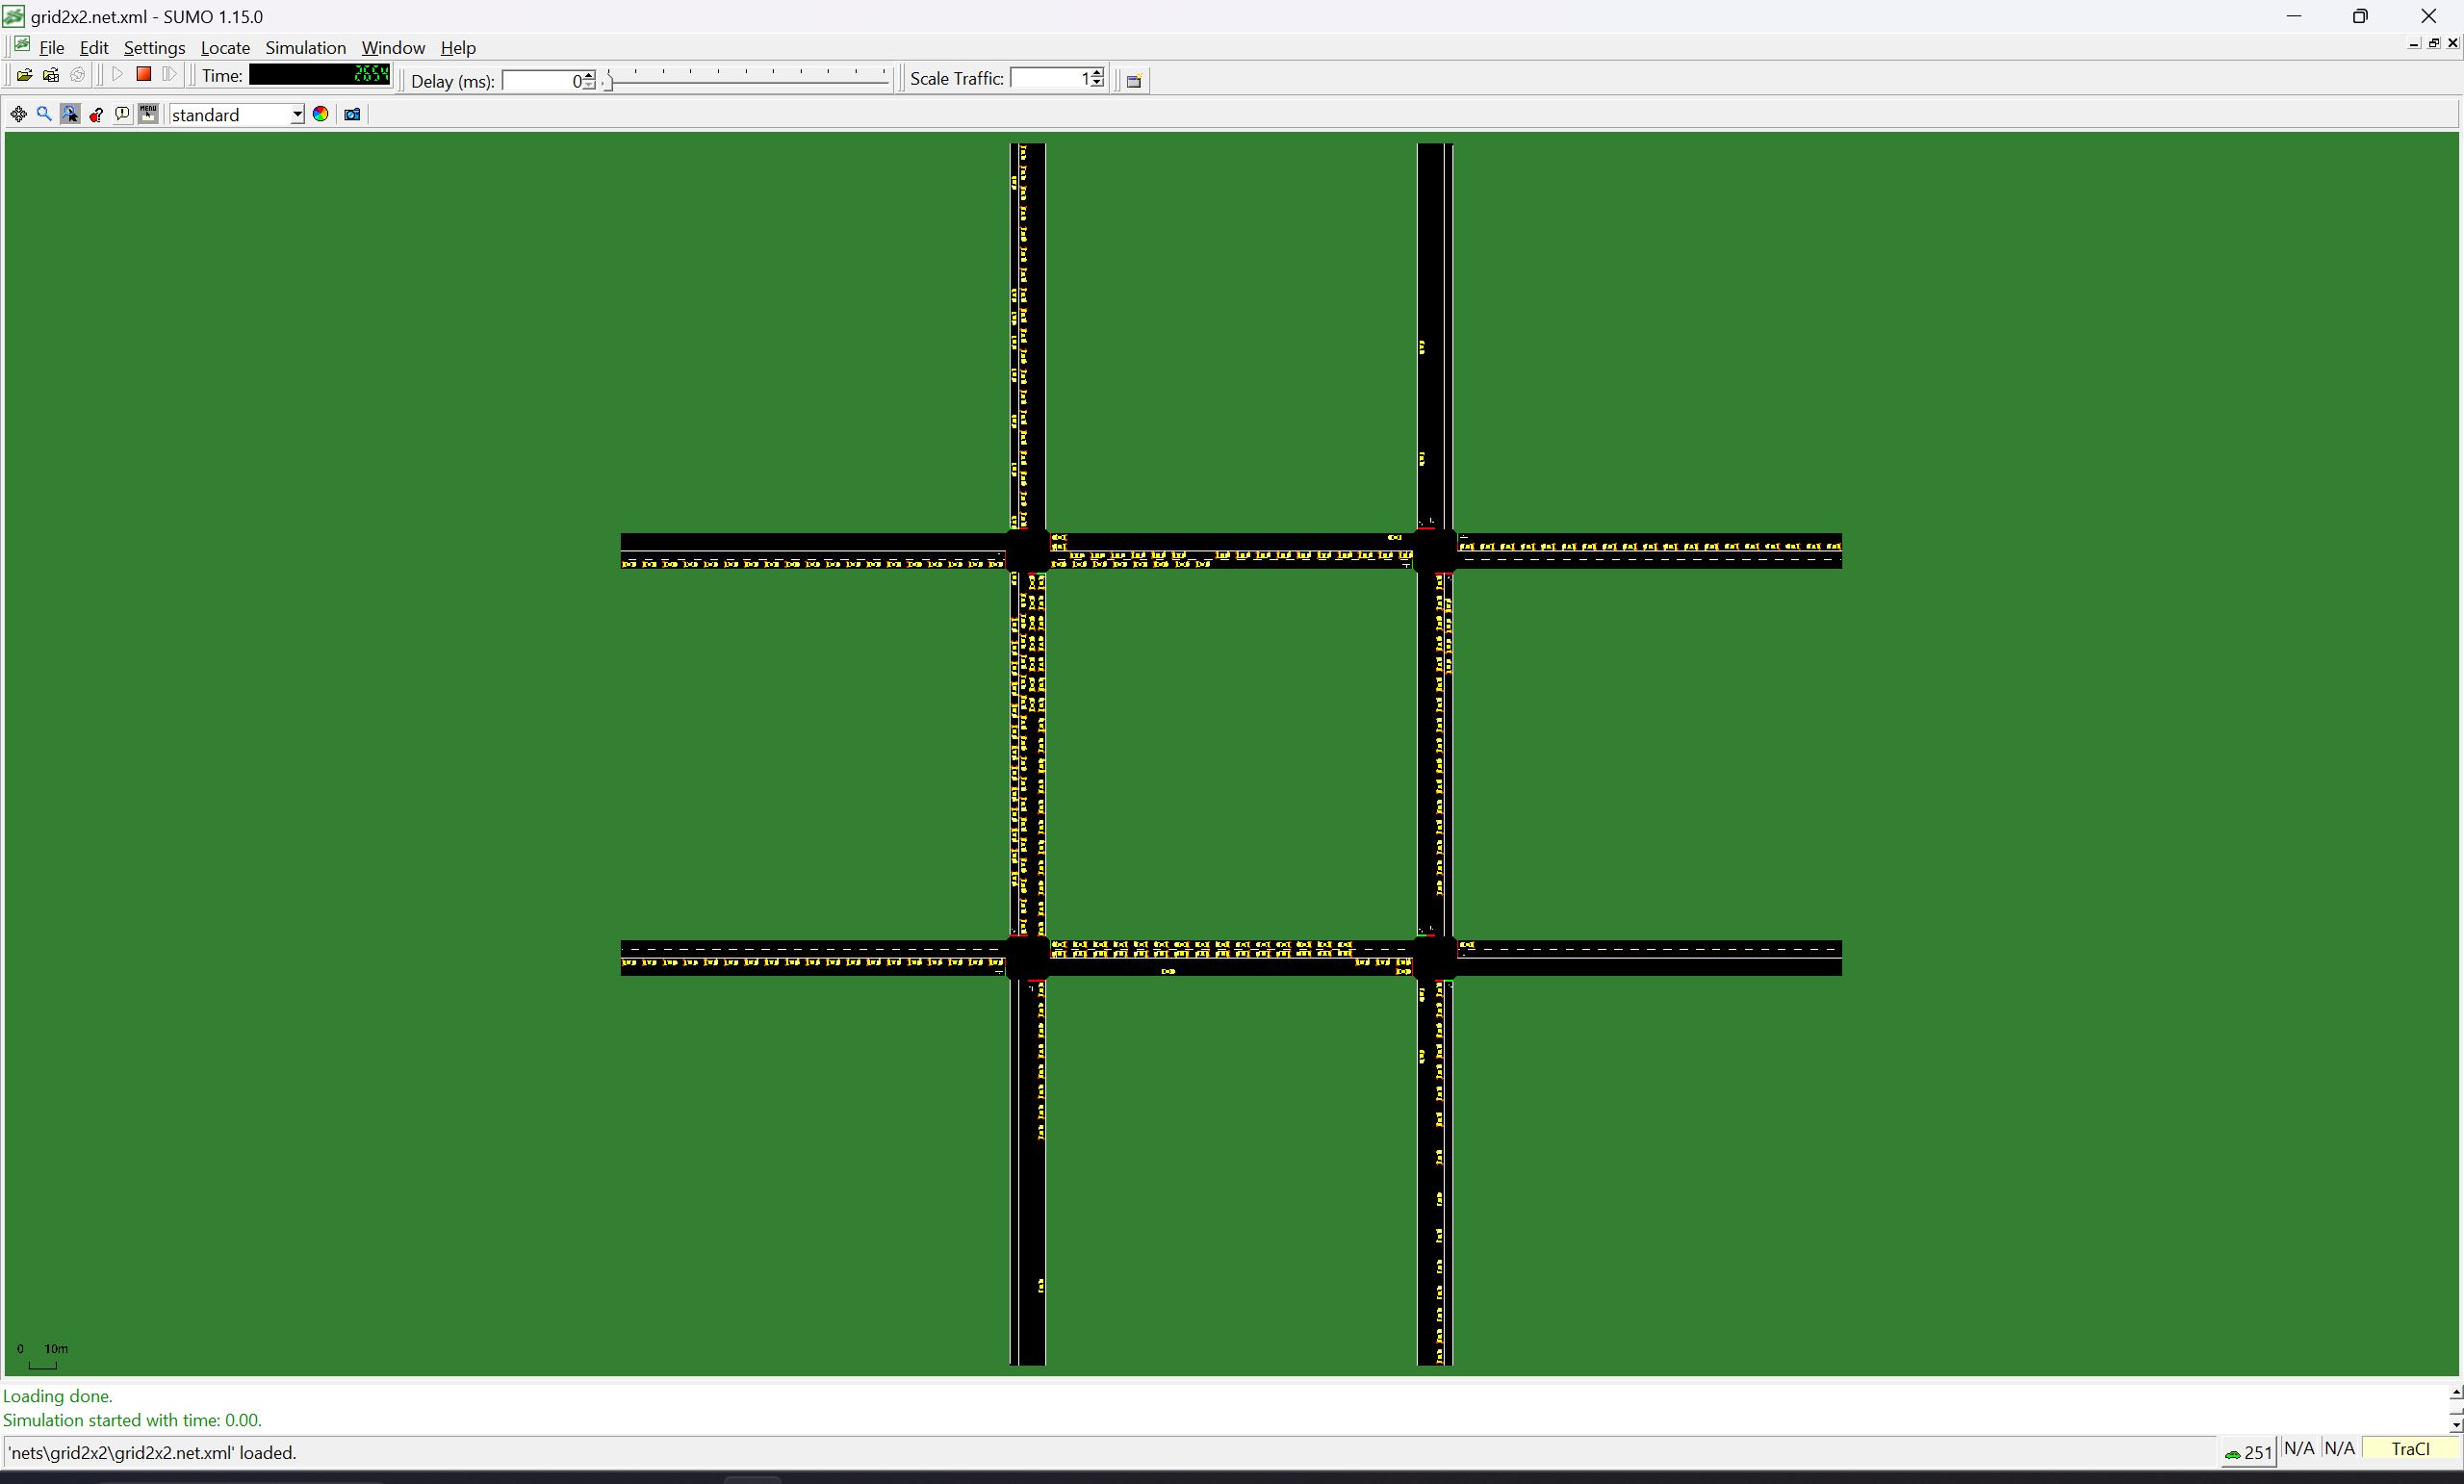 grid2x2.net.xml - SUMO 1.15.0
File Edit Settings Locate Simulation Window Help
Time: 2654 Delay (ms): 0 Scale Traffic: 1
MENU standard
0 10m
Loading done.
Simulation started with time: 0.00.
'nets\grid2x2\grid2x2.net.xml' loaded. 251 N/A N/A TraCI